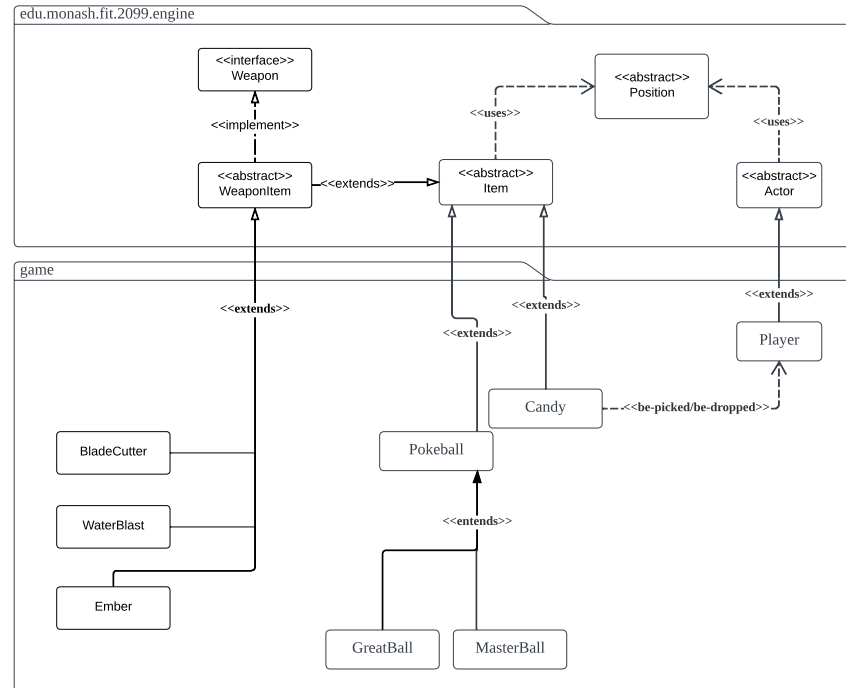 edu.monash.fit.2099.engine
<<interface>>
Weapon
<<abstract>>
Position
<<uses>>
<<uses>>
<<implement>>
<<abstract>>
WeaponItem
<<extends>>
<<abstract>>
Item
<<abstract>>
Actor
game
<<extends>>
<<extends>>
<<extends>>
<<extends>>
Player
Candy
<<be-picked/be-dropped>>
BladeCutter
Pokeball
WaterBlast
<<entends>>
Ember
GreatBall
MasterBall